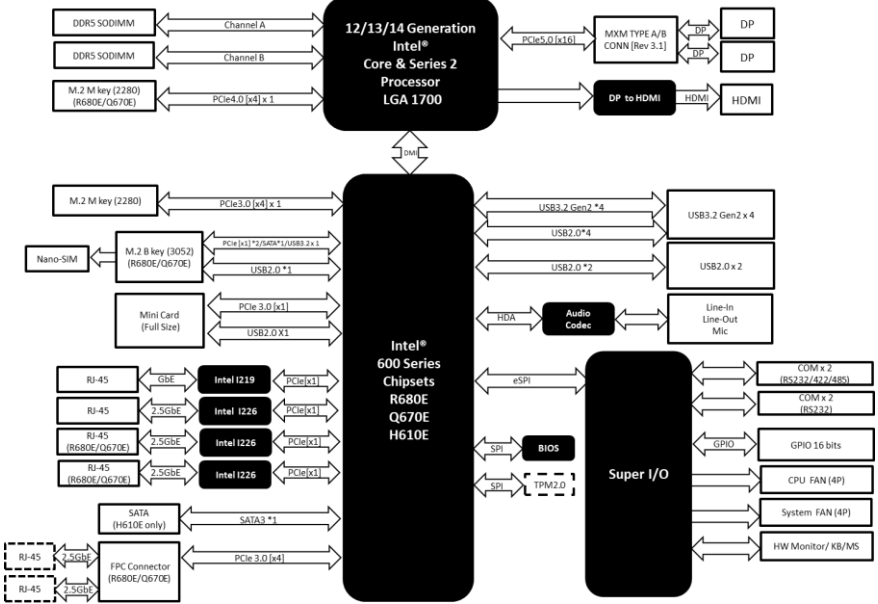 DDR5 SODIMM
Channel A
DDR5 SODIMM
Channel B
M.2 M key (2280)
(R680E/Q670E)
PCIe4.0 [x4] x 1
12/13/14 Generation
Intel®
Core & Series 2
Processor
LGA 1700
PCIE5,0 [x16]
MXM TYPE A/B
CONN [Rev 3.1]
DP
DP
DP
DP
DP to HDMI
HDMI
HDMI
DMI
M.2 M key (2280)
PCIe3.0 [x4] x 1
Nano-SIM
M.2 B key (3052)
(R680E/Q670E)
PCIe [x1] *2/SATA*1/USB3.2 x 1
USB2.0 *1
Mini Card
(Full Size)
PCIe 3.0 [x1]
USB2.0 X1
RJ-45
GbE
Intel I219
PCIe[x1]
RJ-45
2.5GbE
Intel I226
PCIe[x1]
RJ-45
(R680E/Q670E)
2.5GbE
Intel I226
PCIe[x1]
RJ-45
(R680E/Q670E)
2.5GbE
Intel I226
PCIe[x1]
SATA
(H610E only)
SATA3 *1
RJ-45
2.5GbE
RJ-45
2.5GbE
FPC Connector
(R680E/Q670E)
PCIe 3.0 [x4]
Intel®
600 Series
Chipsets
R680E
Q670E
H610E
USB3.2 Gen2 *4
USB2.0*4
USB3.2 Gen2 x 4
USB2.0 *2
USB2.0 x 2
HDA
Audio
Codec
Line-In
Line-Out
Mic
eSPI
SPI
BIOS
SPI
TPM2.0
Super I/O
COM x 2
(RS232/422/485)
COM x 2
(RS232)
GPIO
GPIO 16 bits
CPU FAN (4P)
System FAN (4P)
HW Monitor/ KB/MS